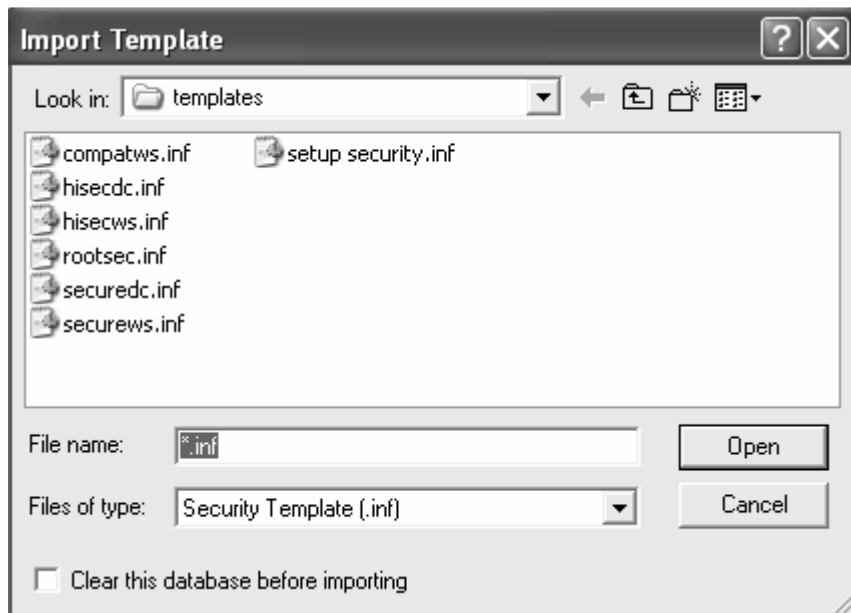 Import Template
Look in: templates
compatws.inf setup security.inf
hisecdc.inf
hisecws.inf
rootsec.inf
securedc.inf
securews.inf
File name: *.inf Open
Files of type: Security Template (.inf) Cancel
Clear this database before importing